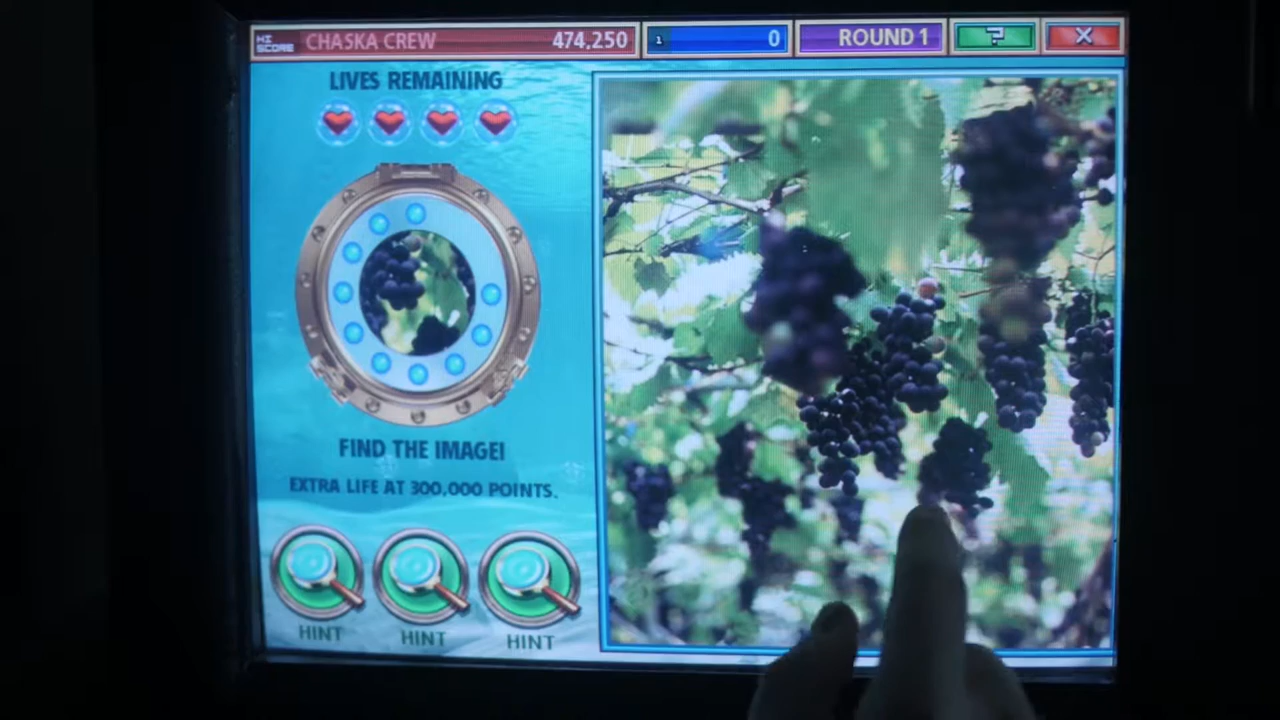 HI SCORE CHASKA CREW 474,250 1 0 ROUND 1 ? X
LIVES REMAINING
FIND THE IMAGE!
EXTRA LIFE AT 300,000 POINTS.
HINT HINT HINT